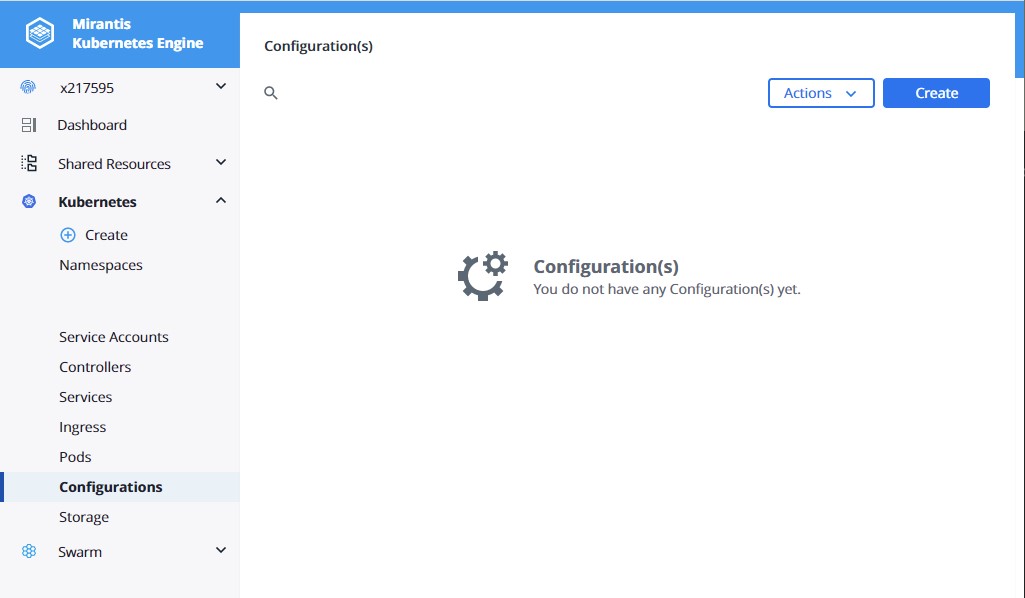 Mirantis
Kubernetes Engine
x217595
Dashboard
Shared Resources
Kubernetes
Create
Namespaces
Service Accounts
Controllers
Services
Ingress
Pods
Configurations
Storage
Swarm
Configuration(s)
Actions
Create
Configuration(s)
You do not have any Configuration(s) yet.